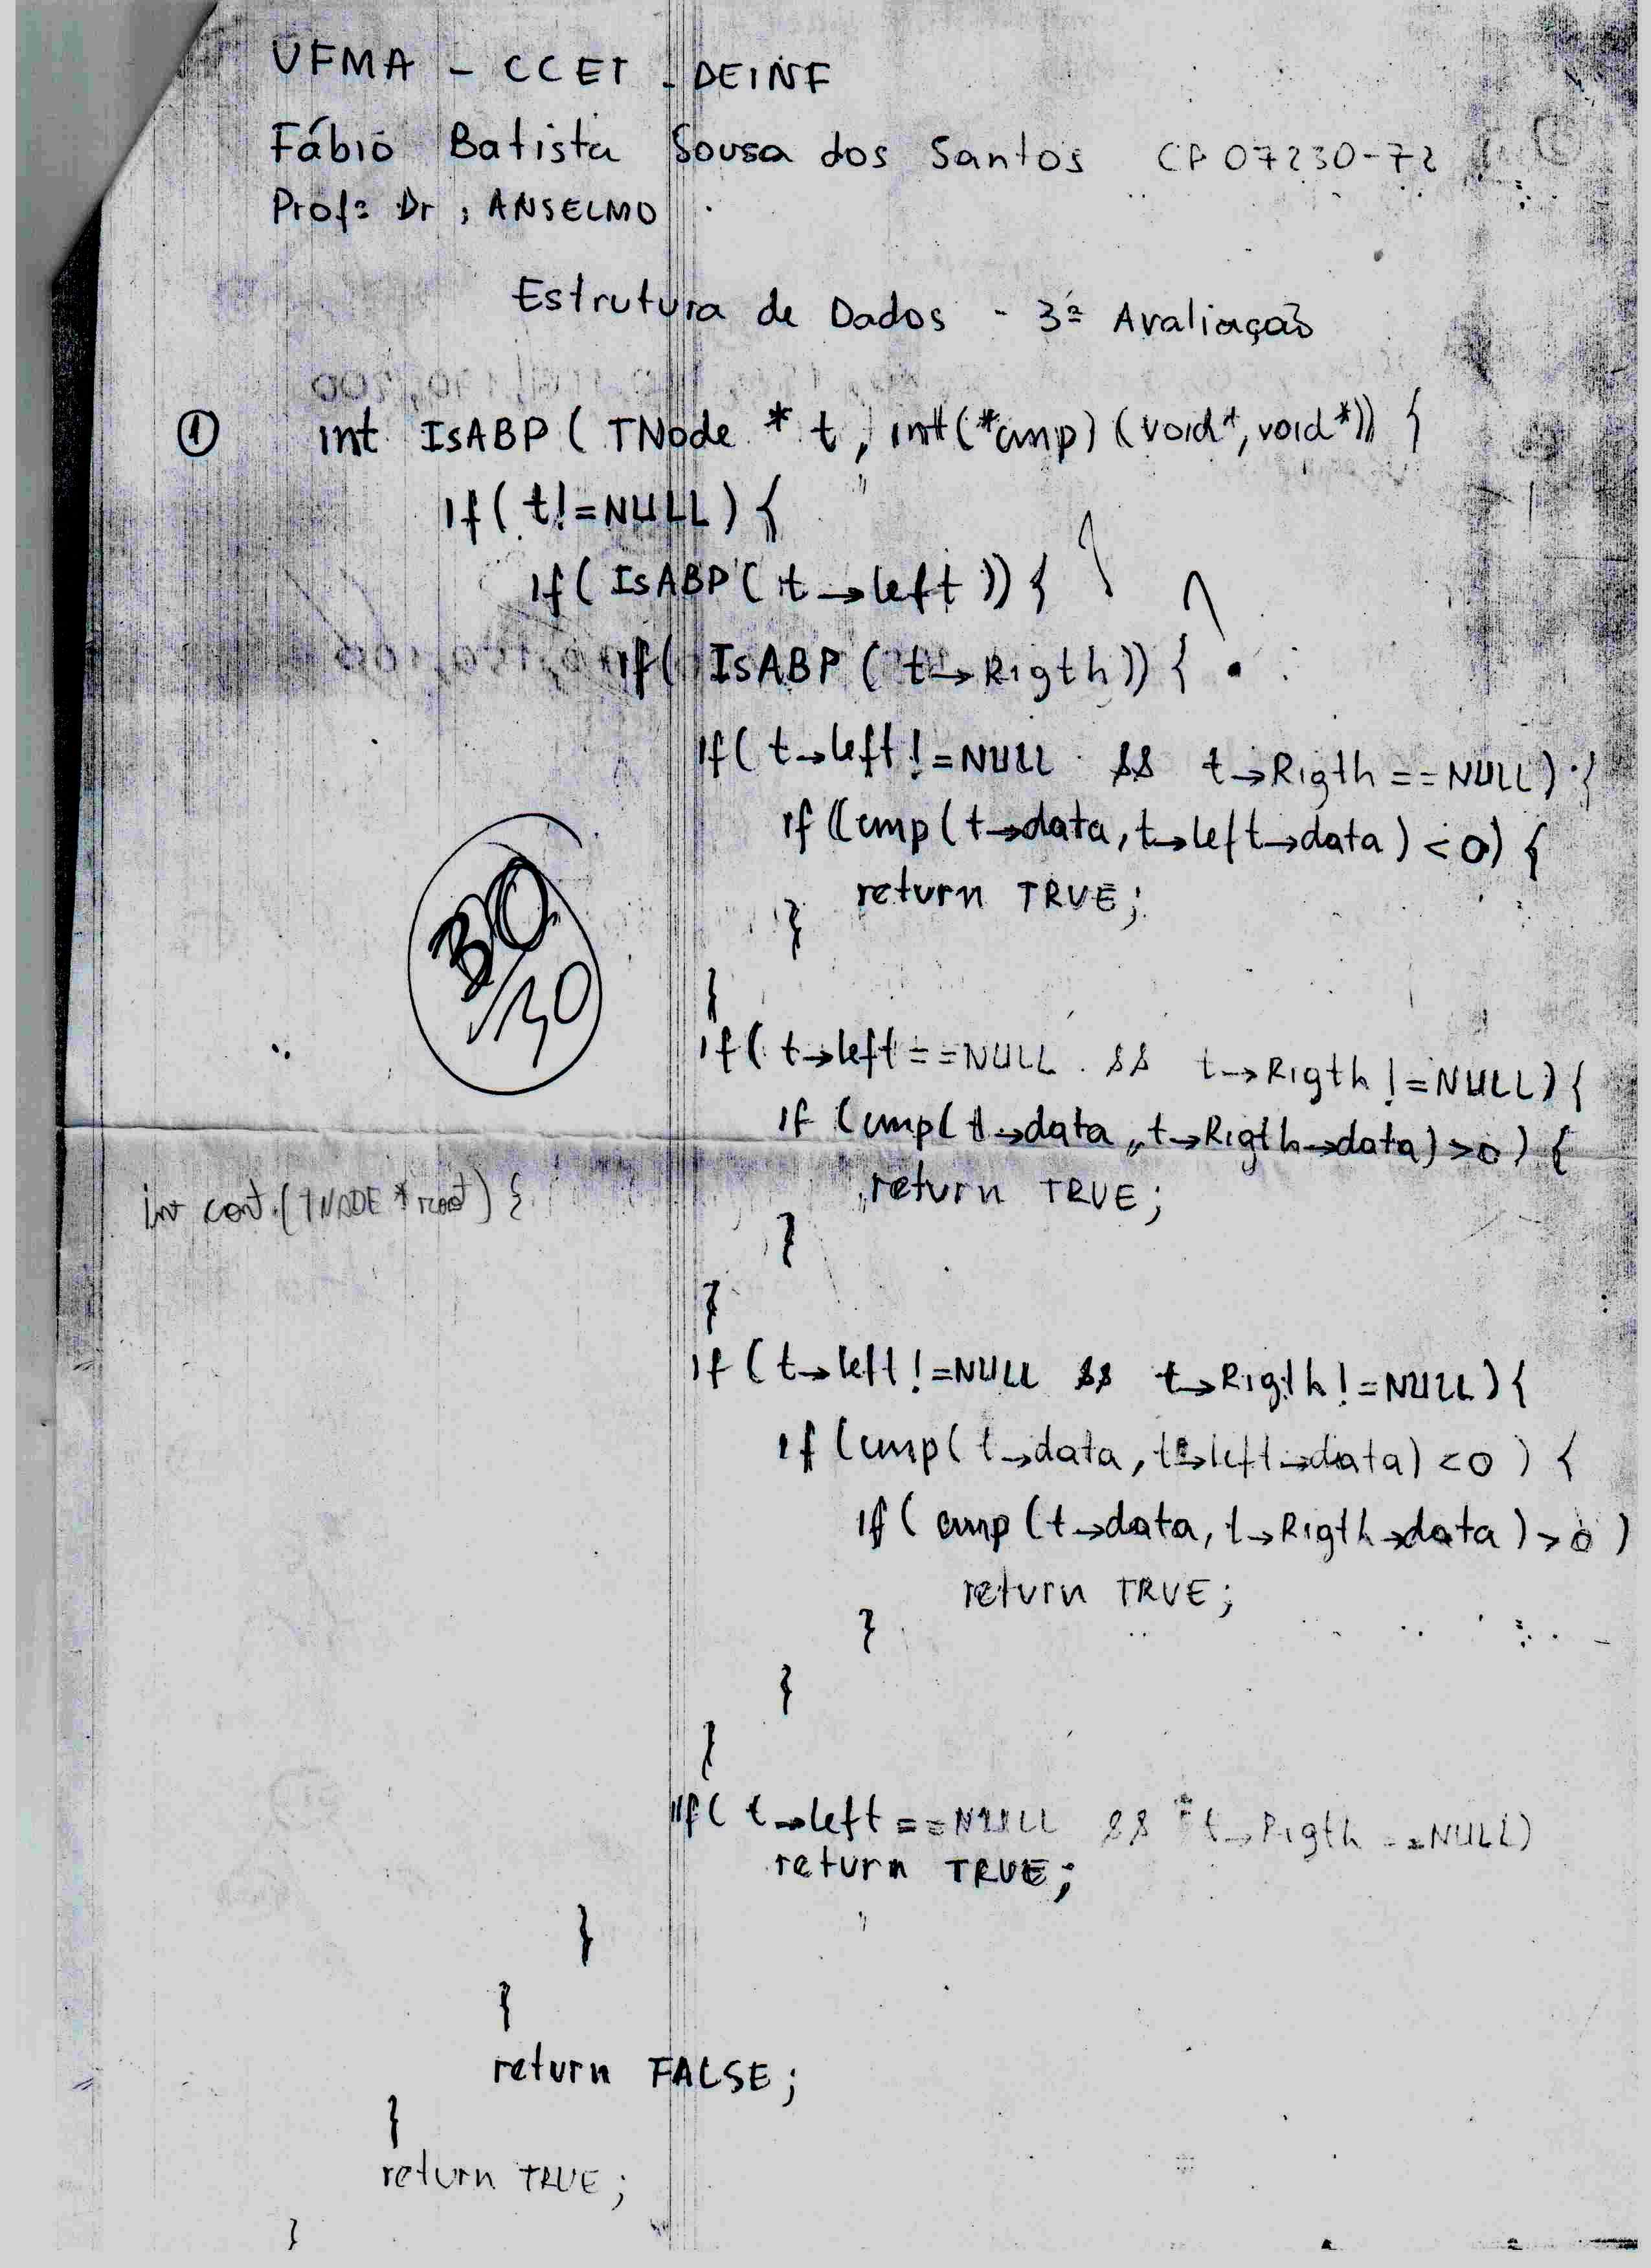 UFMA - CCET - DEINF
Fábio Batista Sousa dos Santos CP 07230-72
Prof: Dr, ANSELMO
Estrutura de Dados - 3ª Avaliação
① int IsABP ( TNode * t, int (*cmp) (void*, void*)) {
if ( t != NULL ) {
if ( IsABP ( t → left )) {
if ( IsABP ( t → Rigth )) {
if ( t → left != NULL && t → Rigth == NULL ) {
if ((cmp ( t → data, t → left → data ) < 0) {
return TRUE;
}
}
30/30
if ( t → left == NULL && t → Rigth != NULL ) {
if (cmp ( t → data, t → Rigth → data ) > 0 ) {
return TRUE;
int cont. ( TNODE * root ) {
}
}
if ( t → left != NULL && t → Rigth != NULL ) {
if (cmp ( t → data, t → left → data ) < 0 ) {
if ( cmp ( t → data, t → Rigth → data ) > 0 )
return TRUE;
}
}
}
if ( t → left == NULL && t → Rigth == NULL )
return TRUE;
}
}
return FALSE;
}
return TRUE;
}